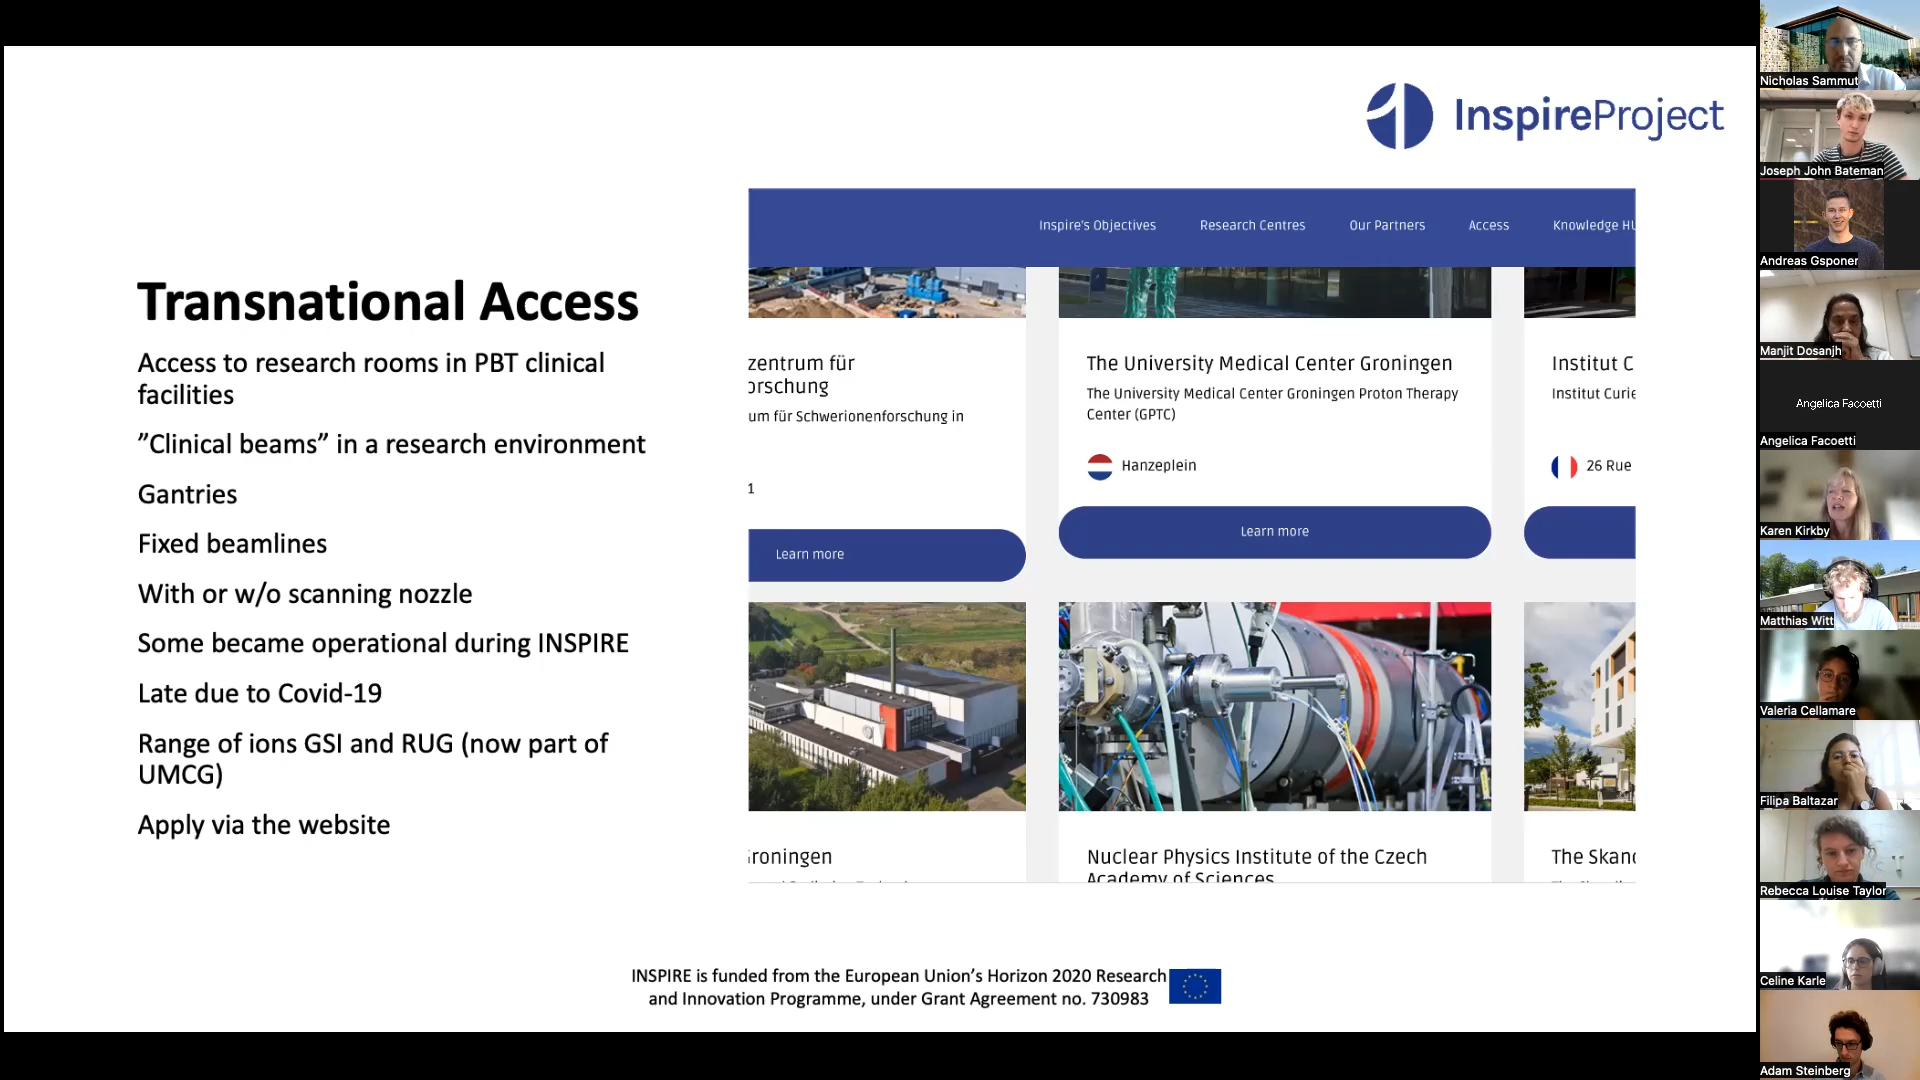 InspireProject
Transnational Access
Access to research rooms in PBT clinical
facilities
”Clinical beams” in a research environment
Gantries
Fixed beamlines
With or w/o scanning nozzle
Some became operational during INSPIRE
Late due to Covid-19
Range of ions GSI and RUG (now part of
UMCG)
Apply via the website
Inspire's Objectives
Research Centres
Our Partners
Access
Knowledge HU
zentrum für
orschung
um für Schwerionenforschung in
1
Learn more
The University Medical Center Groningen
The University Medical Center Groningen Proton Therapy
Center (GPTC)
Hanzeplein
Learn more
Institut C
Institut Curie
26 Rue
Groningen
Nuclear Physics Institute of the Czech
Academy of Sciences
The Skand
INSPIRE is funded from the European Union’s Horizon 2020 Research
and Innovation Programme, under Grant Agreement no. 730983
Nicholas Sammut
Joseph John Bateman
Andreas Gsponer
Manjit Dosanjh
Angelica Facoetti
Angelica Facoetti
Karen Kirkby
Matthias Witt
Valeria Cellamare
Filipa Baltazar
Rebecca Louise Taylor
Celine Karle
Adam Steinberg